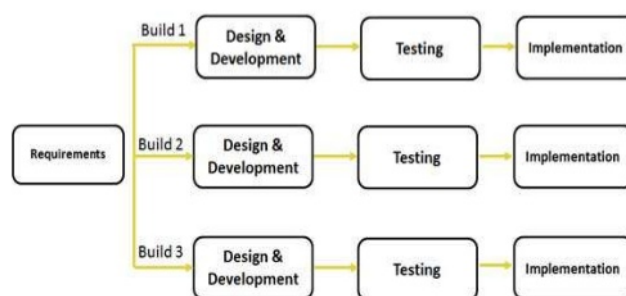 Build 1
Design &
Development
Testing
Implementation
Requirements
Build 2
Design &
Development
Testing
Implementation
Build 3
Design &
Development
Testing
Implementation